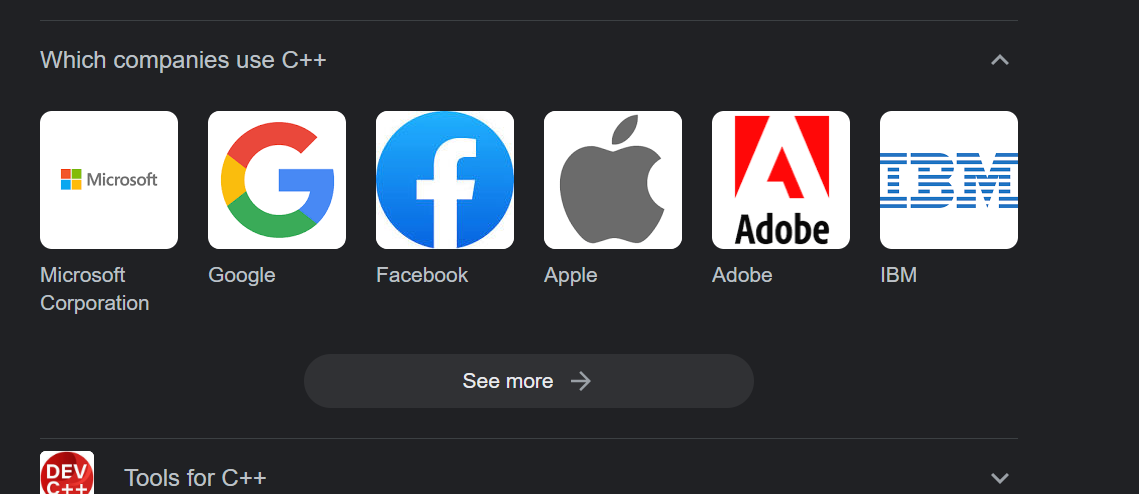 Which companies use C++
Microsoft
Adobe
IBM
Microsoft
Corporation
Google
Facebook
Apple
Adobe
IBM
See more
DEV
C++
Tools for C++